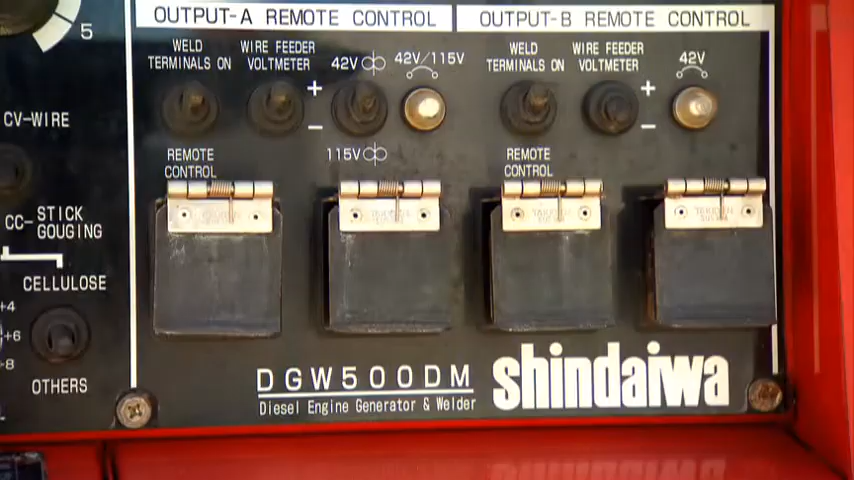 OUTPUT-A REMOTE CONTROL
OUTPUT-B REMOTE CONTROL
5
WELD
TERMINALS ON
WIRE FEEDER
VOLTMETER
42V
42V/115V
WELD
TERMINALS ON
WIRE FEEDER
VOLTMETER
42V
+
−
+
−
CV-WIRE
115V
REMOTE
CONTROL
REMOTE
CONTROL
CC-STICK
GOUGING
CELLULOSE
+4
+6
+8
OTHERS
DGW500DM
Diesel Engine Generator & Welder
shindaiwa